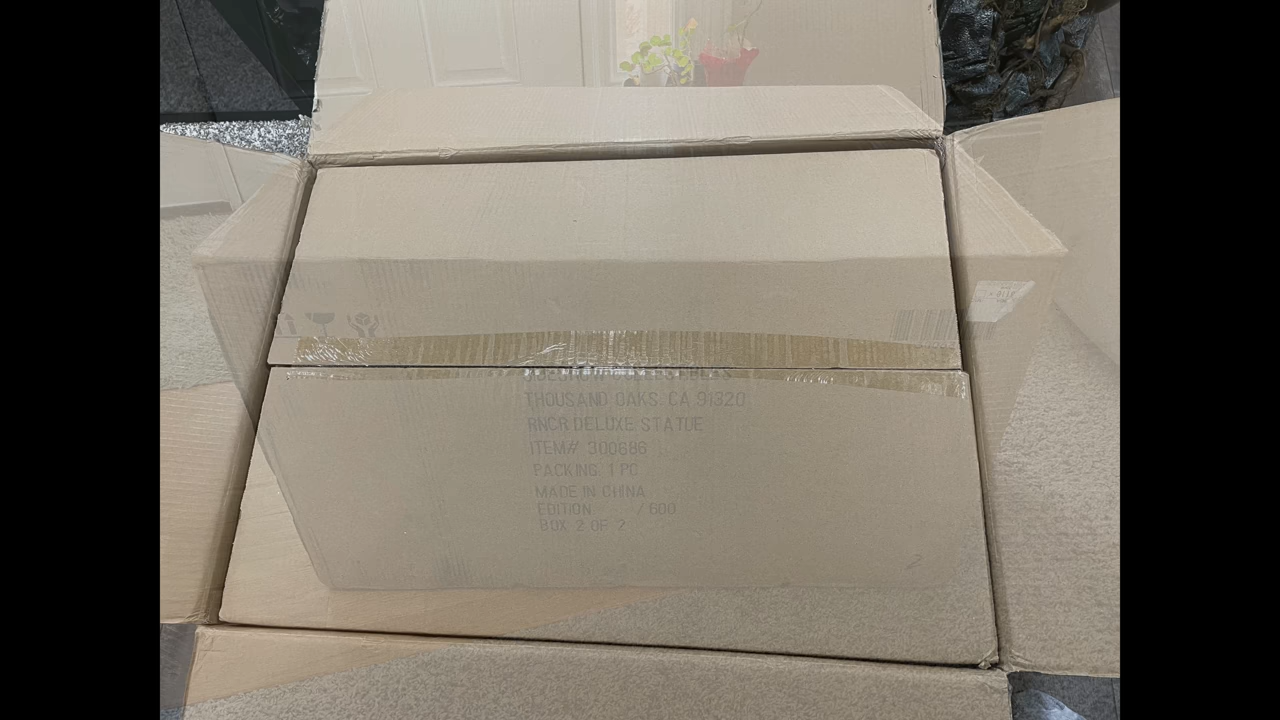 THOUSAND OAKS, CA, 91320
RNCR DELUXE STATUE
ITEM# 300686
PACKING: 1 PC
MADE IN CHINA
EDITION / 600
BOX 2 OF 2
2